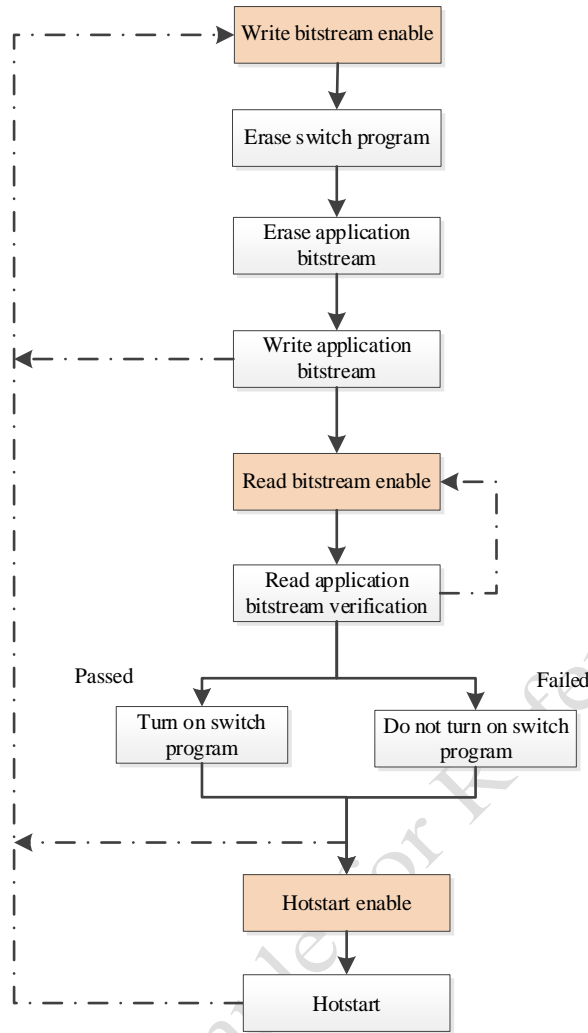 Write bitstream enable
Erase switch program
Erase application
bitstream
Write application
bitstream
Read bitstream enable
Read application
bitstream verification
Passed
Failed
Turn on switch
program
Do not turn on switch
program
Hotstart enable
Hotstart